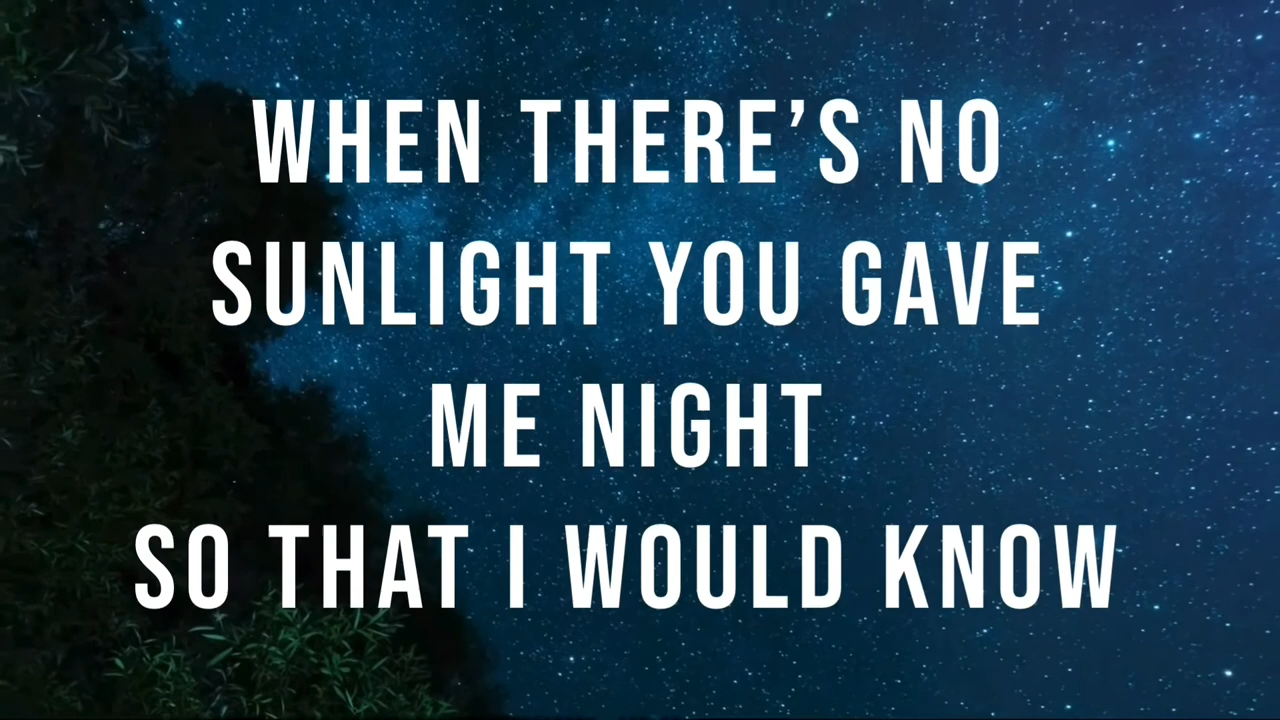 WHEN THERE’S NO
SUNLIGHT YOU GAVE
ME NIGHT
SO THAT I WOULD KNOW